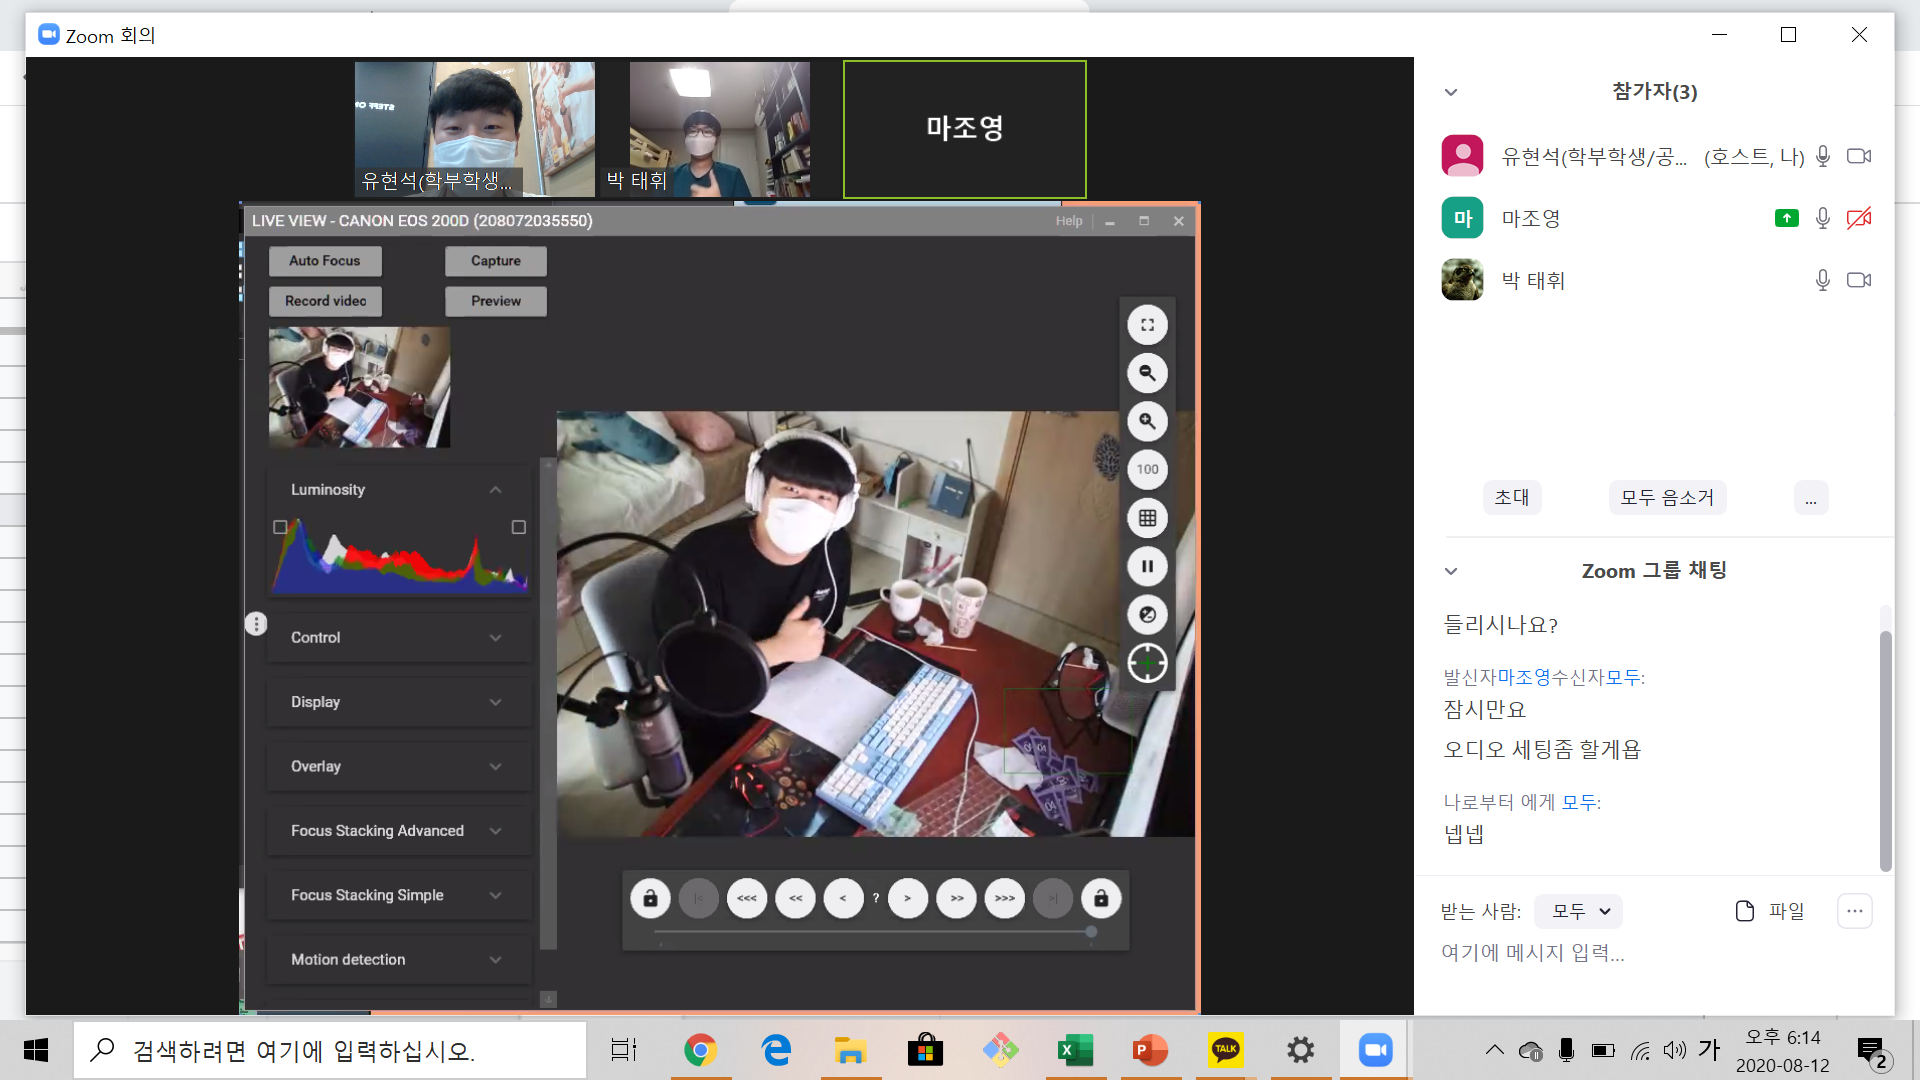 Zoom 회의
유현석(학부학생...
박 태휘
마조영
LIVE VIEW - CANON EOS 200D (208072035550)
Help
Auto Focus
Capture
Record video
Preview
Luminosity
Control
Display
Overlay
Focus Stacking Advanced
Focus Stacking Simple
Motion detection
100
|<
<<<
<<
<
?
>
>>
>>>
>|
참가자(3)
유현석(학부학생/공... (호스트, 나)
마
마조영
박 태휘
초대
모두 음소거
...
Zoom 그룹 채팅
들리시나요?
발신자마조영수신자모두:
잠시만요
오디오 세팅좀 할게욥
나로부터 에게 모두:
넵넵
받는 사람:
모두
파일
...
여기에 메시지 입력...
검색하려면 여기에 입력하십시오.
TALK
가
오후 6:14
2020-08-12
2